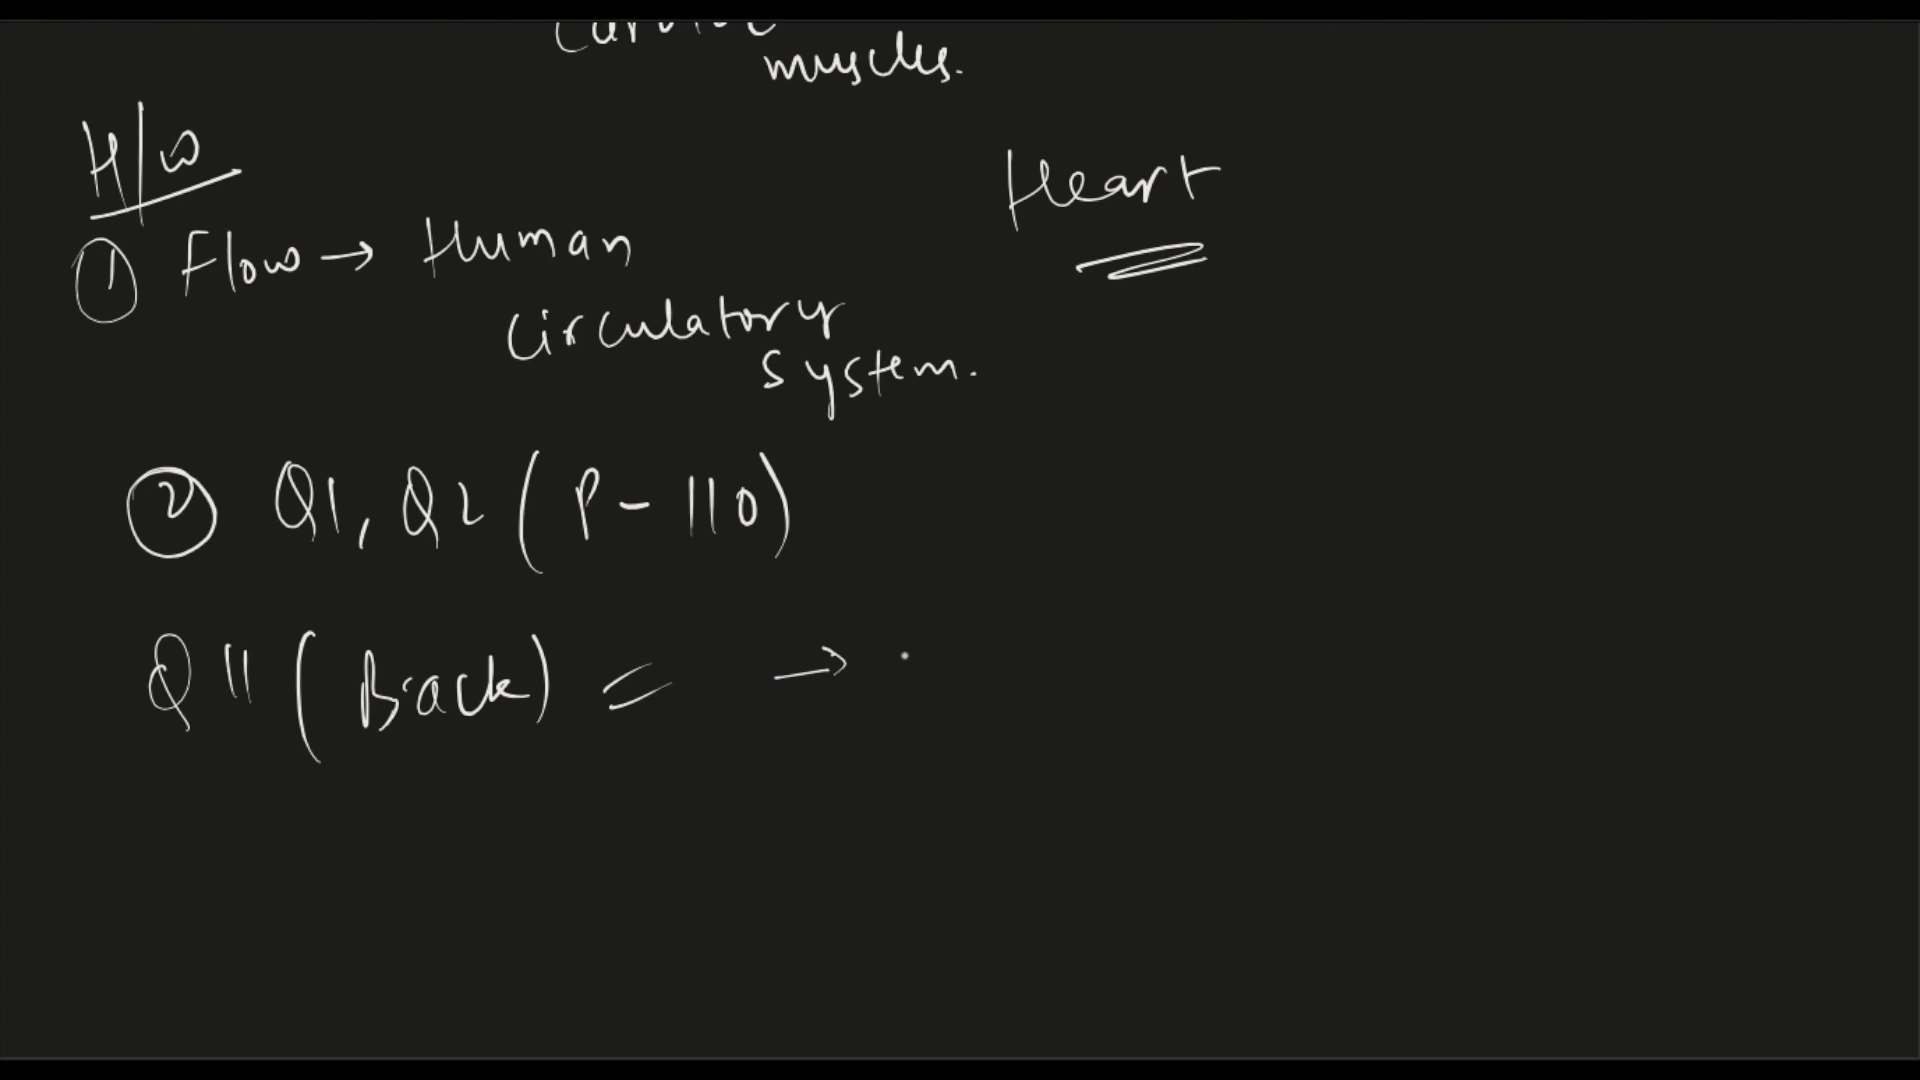 muscles.
H/w
Heart
① Flow → Human
circulatory
system.
② Q1, Q2 (P-110)
Q11 (Back) = → .